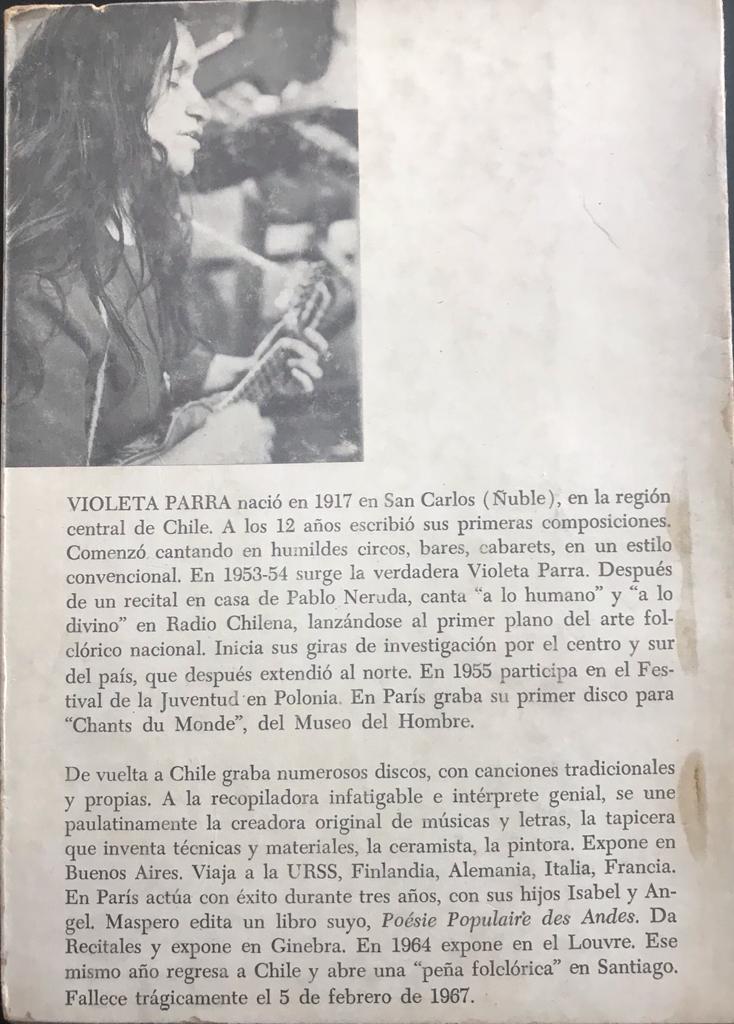 VIOLETA PARRA nació en 1917 en San Carlos (Ñuble), en la región
central de Chile. A los 12 años escribió sus primeras composiciones.
Comenzó cantando en humildes circos, bares, cabarets, en un estilo
convencional. En 1953-54 surge la verdadera Violeta Parra. Después
de un recital en casa de Pablo Neruda, canta “a lo humano” y “a lo
divino” en Radio Chilena, lanzándose al primer plano del arte fol-
clórico nacional. Inicia sus giras de investigación por el centro y sur
del país, que después extendió al norte. En 1955 participa en el Fes-
tival de la Juventud en Polonia. En París graba su primer disco para
“Chants du Monde”, del Museo del Hombre.
De vuelta a Chile graba numerosos discos, con canciones tradicionales
y propias. A la recopiladora infatigable e intérprete genial, se une
paulatinamente la creadora original de músicas y letras, la tapicera
que inventa técnicas y materiales, la ceramista, la pintora. Expone en
Buenos Aires. Viaja a la URSS, Finlandia, Alemania, Italia, Francia.
En París actúa con éxito durante tres años, con sus hijos Isabel y An-
gel. Maspero edita un libro suyo, Poésie Populaire des Andes. Da
Recitales y expone en Ginebra. En 1964 expone en el Louvre. Ese
mismo año regresa a Chile y abre una “peña folclórica” en Santiago.
Fallece trágicamente el 5 de febrero de 1967.